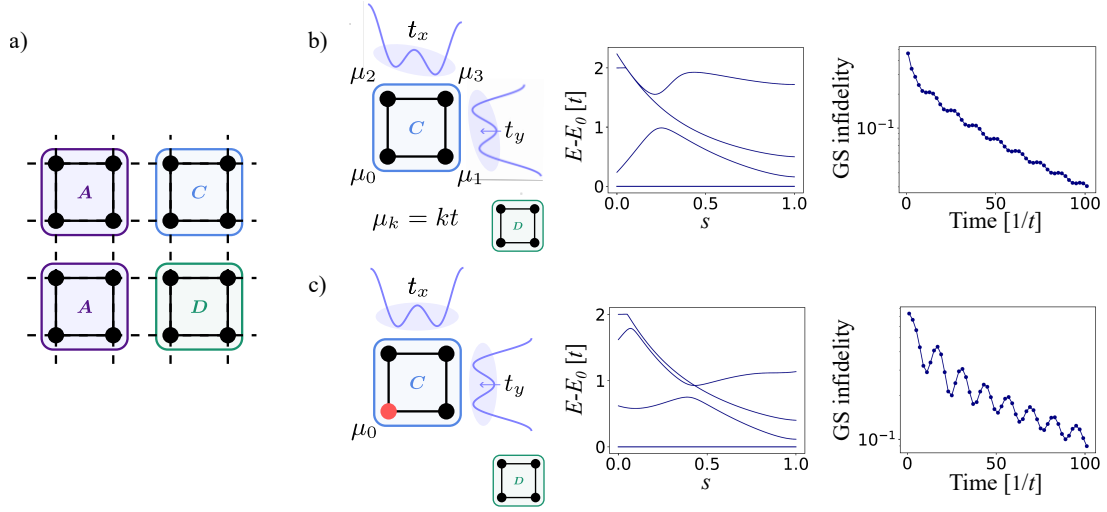 a)
b)
t_x
μ_2
μ_3
C
t_y
μ_0
μ_1
μ_k = kt
D
E-E_0 [t]
2
1
0
0.0
0.5
1.0
s
GS infidelity
10^{-1}
0
50
100
Time [1/t]
A
C
A
D
c)
t_x
C
t_y
μ_0
D
E-E_0 [t]
2
1
0
0.0
0.5
1.0
s
GS infidelity
10^{-1}
0
50
100
Time [1/t]